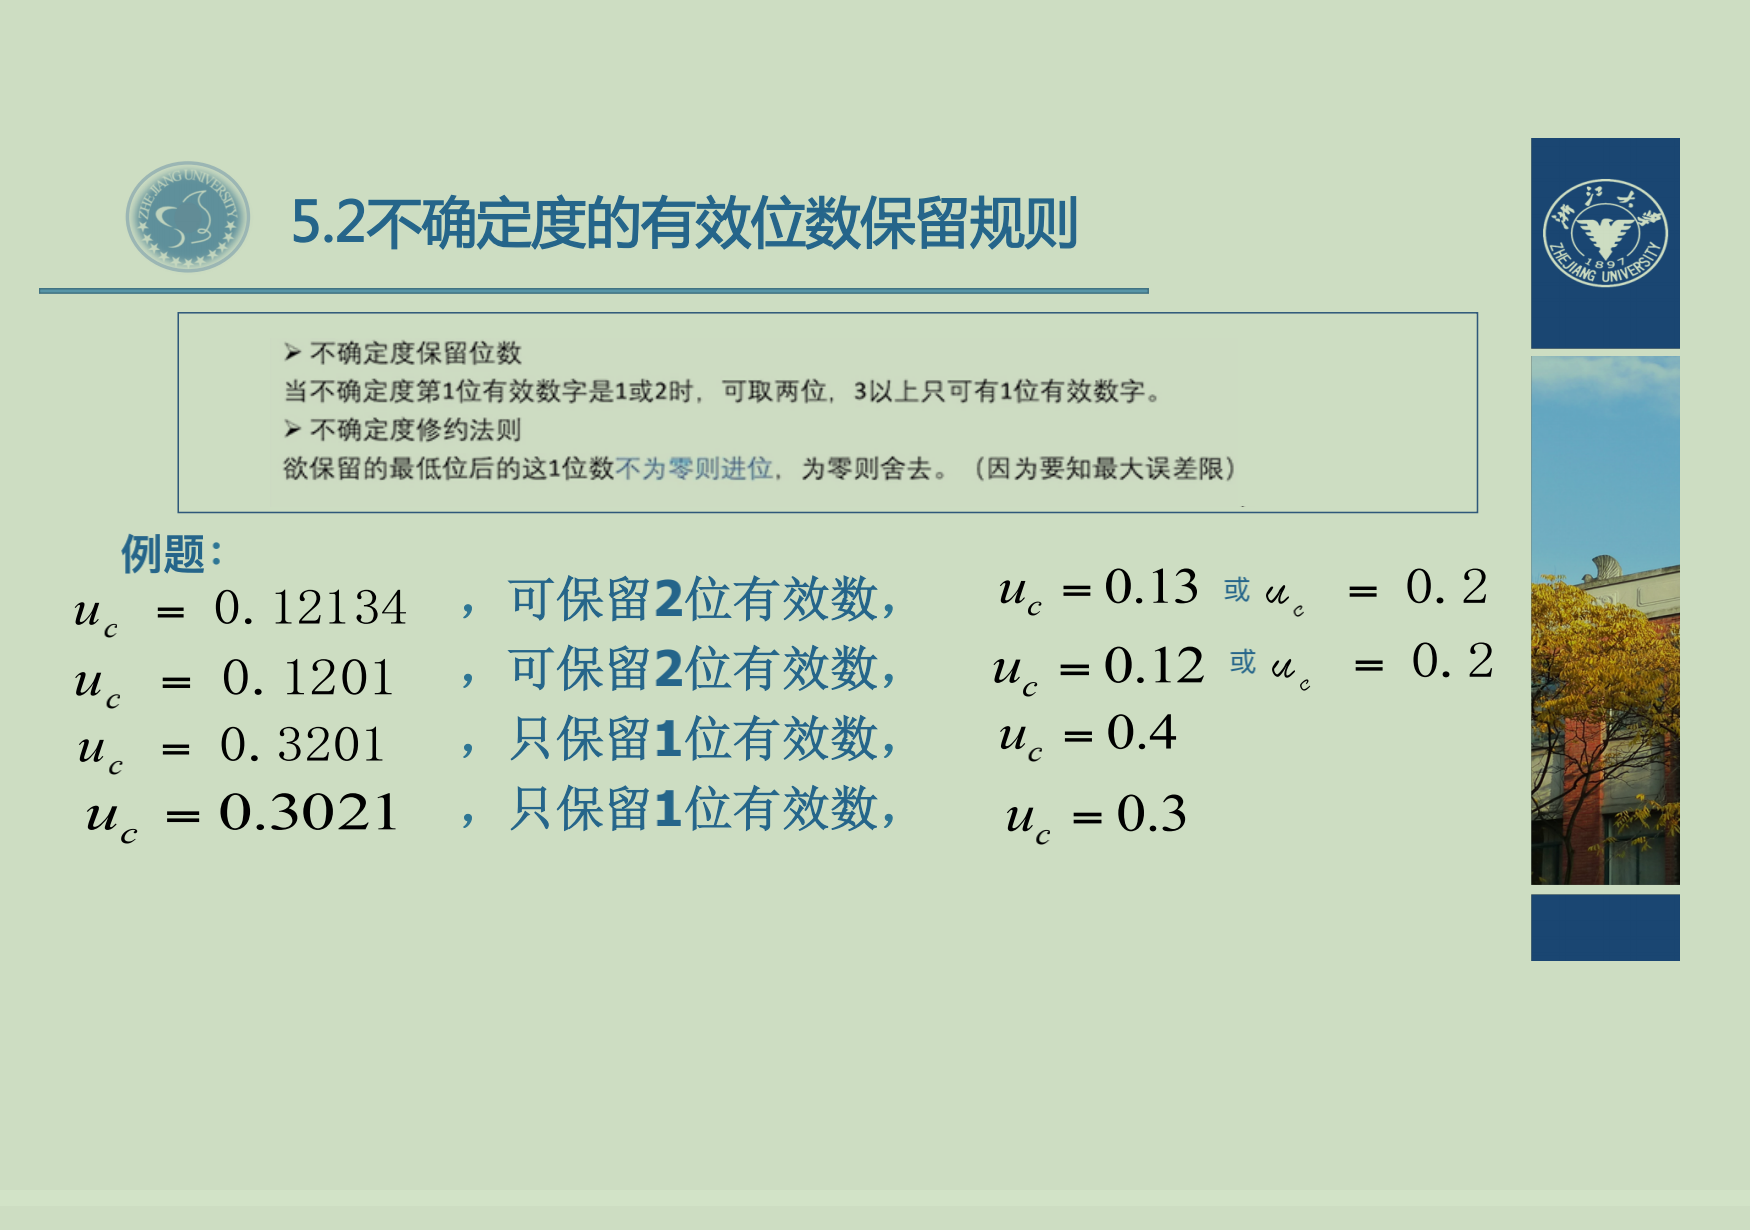 ZHEJIANG UNIVERSITY
5.2不确定度的有效位数保留规则
浙江大学
1897
ZHEJIANG UNIVERSITY
➢ 不确定度保留位数
当不确定度第1位有效数字是1或2时，可取两位，3以上只可有1位有效数字。
➢ 不确定度修约法则
欲保留的最低位后的这1位数不为零则进位，为零则舍去。（因为要知最大误差限）
例题：
u_c = 0.12134 ，可保留2位有效数， u_c = 0.13 或 u_c = 0.2
u_c = 0.1201 ，可保留2位有效数， u_c = 0.12 或 u_c = 0.2
u_c = 0.3201 ，只保留1位有效数， u_c = 0.4
u_c = 0.3021 ，只保留1位有效数， u_c = 0.3